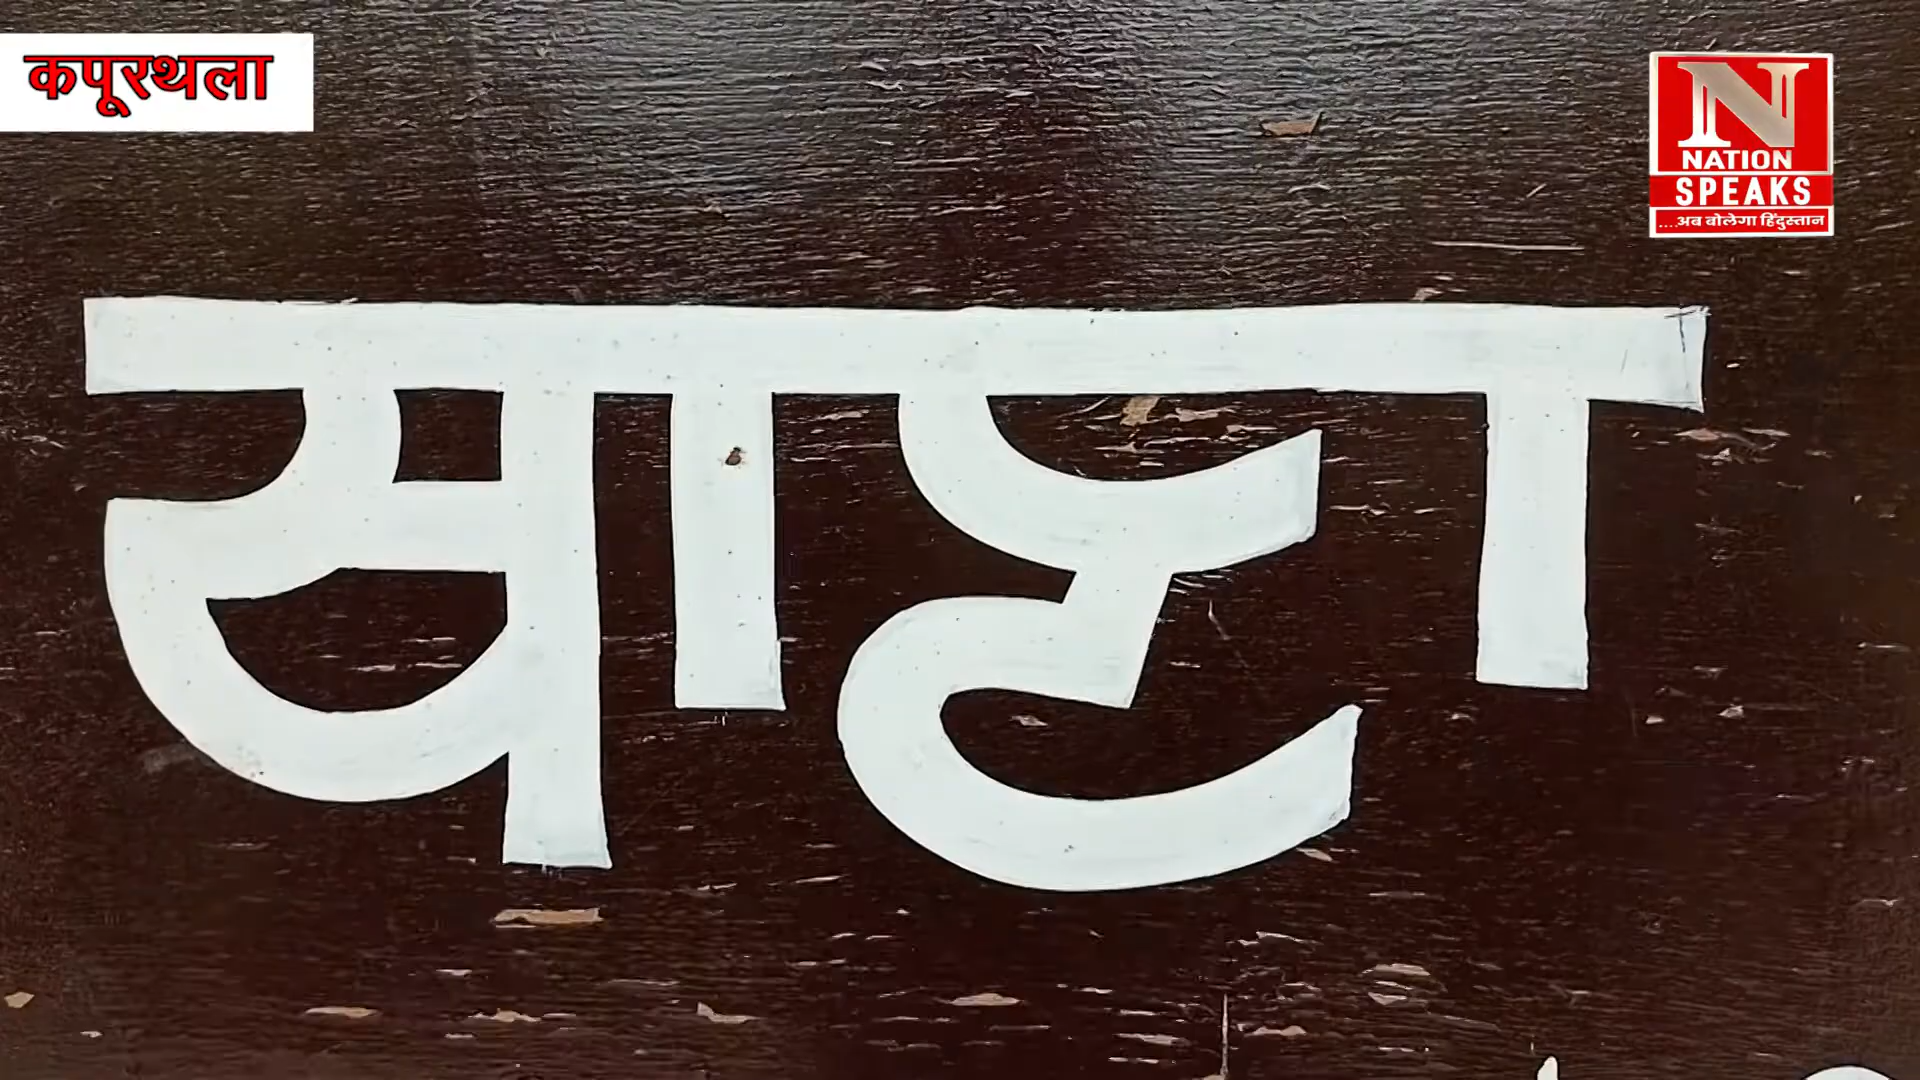 कपूरथला
NATION
SPEAKS
....अब बोलेगा हिंदुस्तान
ਥਾਣਾ